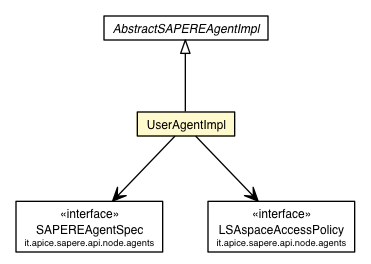 AbstractSAPEREAgentImpl
UserAgentImpl
«interface»
SAPEREAgentSpec
it.apice.sapere.api.node.agents
«interface»
LSAspaceAccessPolicy
it.apice.sapere.api.node.agents